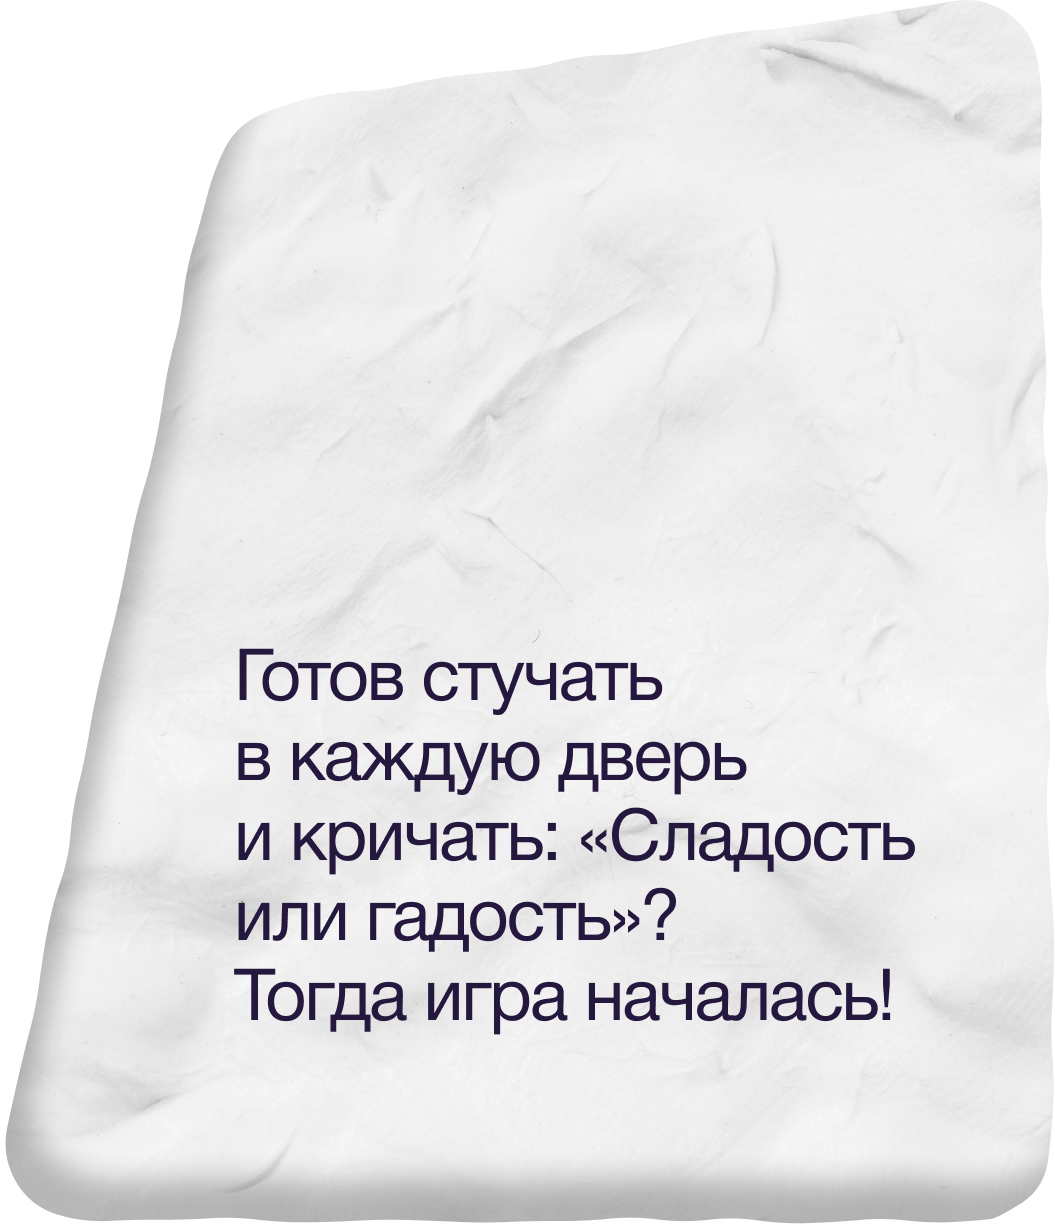 Готов стучать
в каждую дверь
и кричать: «Сладость
или гадость»?
Тогда игра началась!